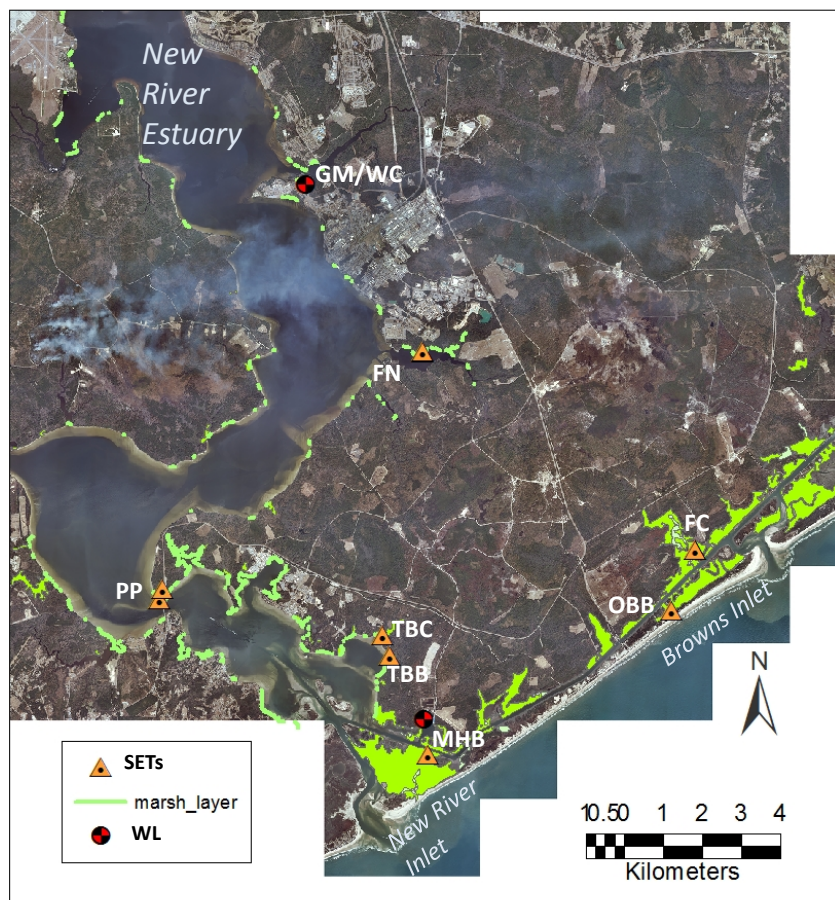 New
River
Estuary
GM/WC
FN
FC
PP
OBB
TBC
TBB
Browns Inlet
N
MHB
New River
Inlet
SETs
marsh_layer
WL
10.50 1 2 3 4
Kilometers